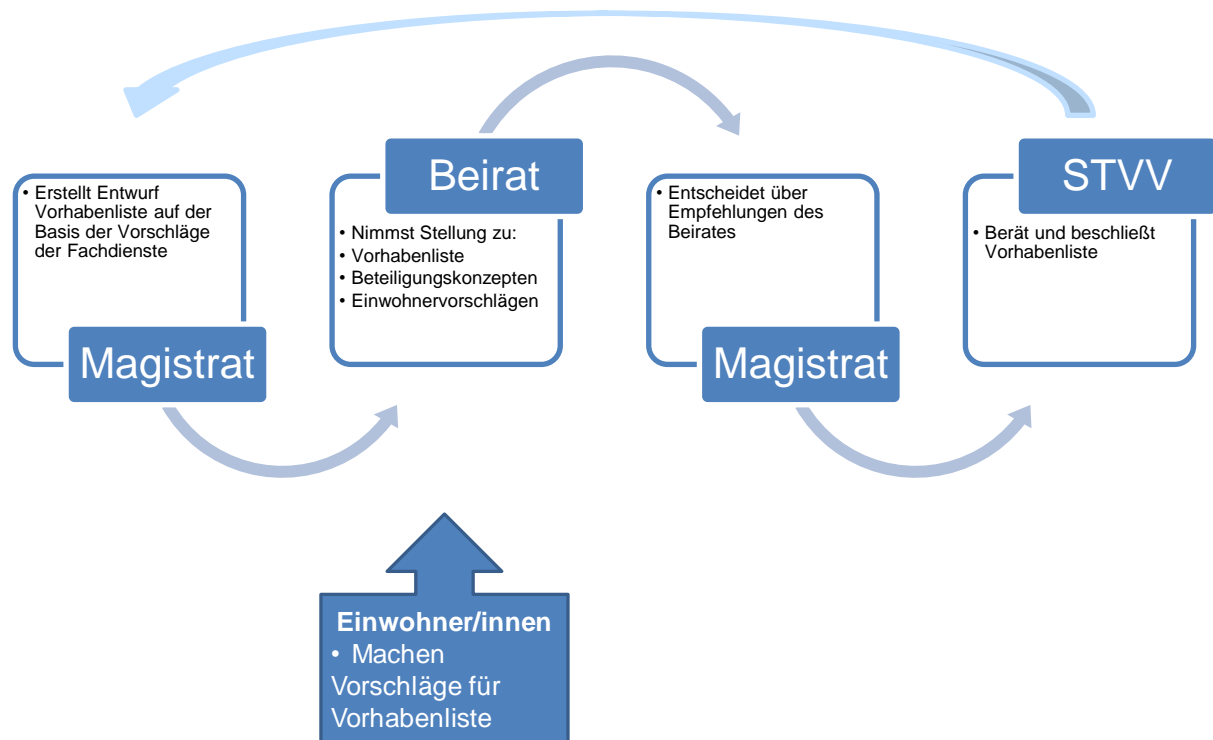 • Erstellt Entwurf
Vorhabenliste auf der
Basis der Vorschläge
der Fachdienste
Magistrat
Beirat
• Nimmst Stellung zu:
• Vorhabenliste
• Beteiligungskonzepten
• Einwohnervorschlägen
• Entscheidet über
Empfehlungen des
Beirates
Magistrat
STVV
• Berät und beschließt
Vorhabenliste
Einwohner/innen
• Machen
Vorschläge für
Vorhabenliste